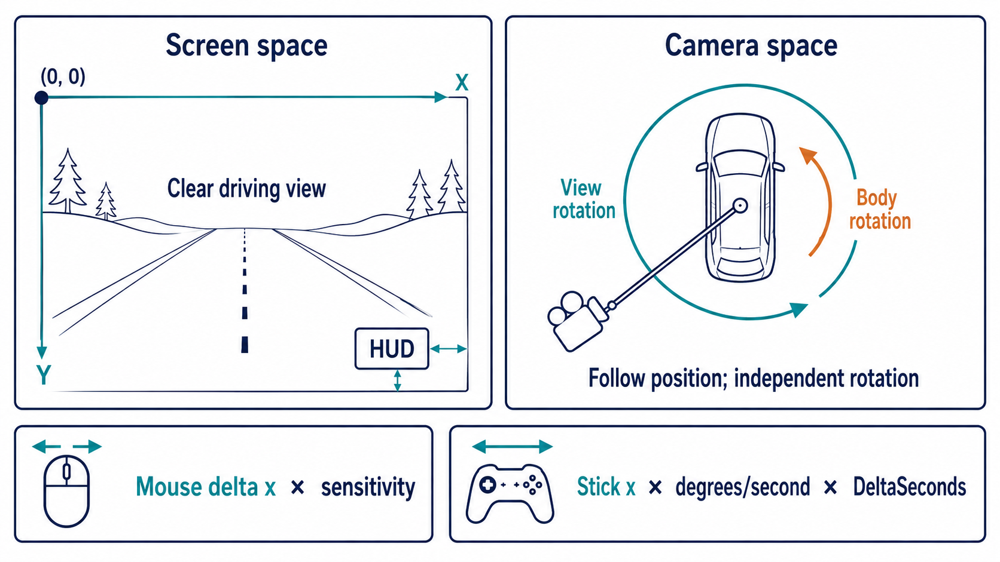 Screen space
(0, 0)
X
Clear driving view
HUD
Y
Camera space
View
rotation
Body
rotation
Follow position; independent rotation
Mouse delta x × sensitivity
Stick x × degrees/second × DeltaSeconds